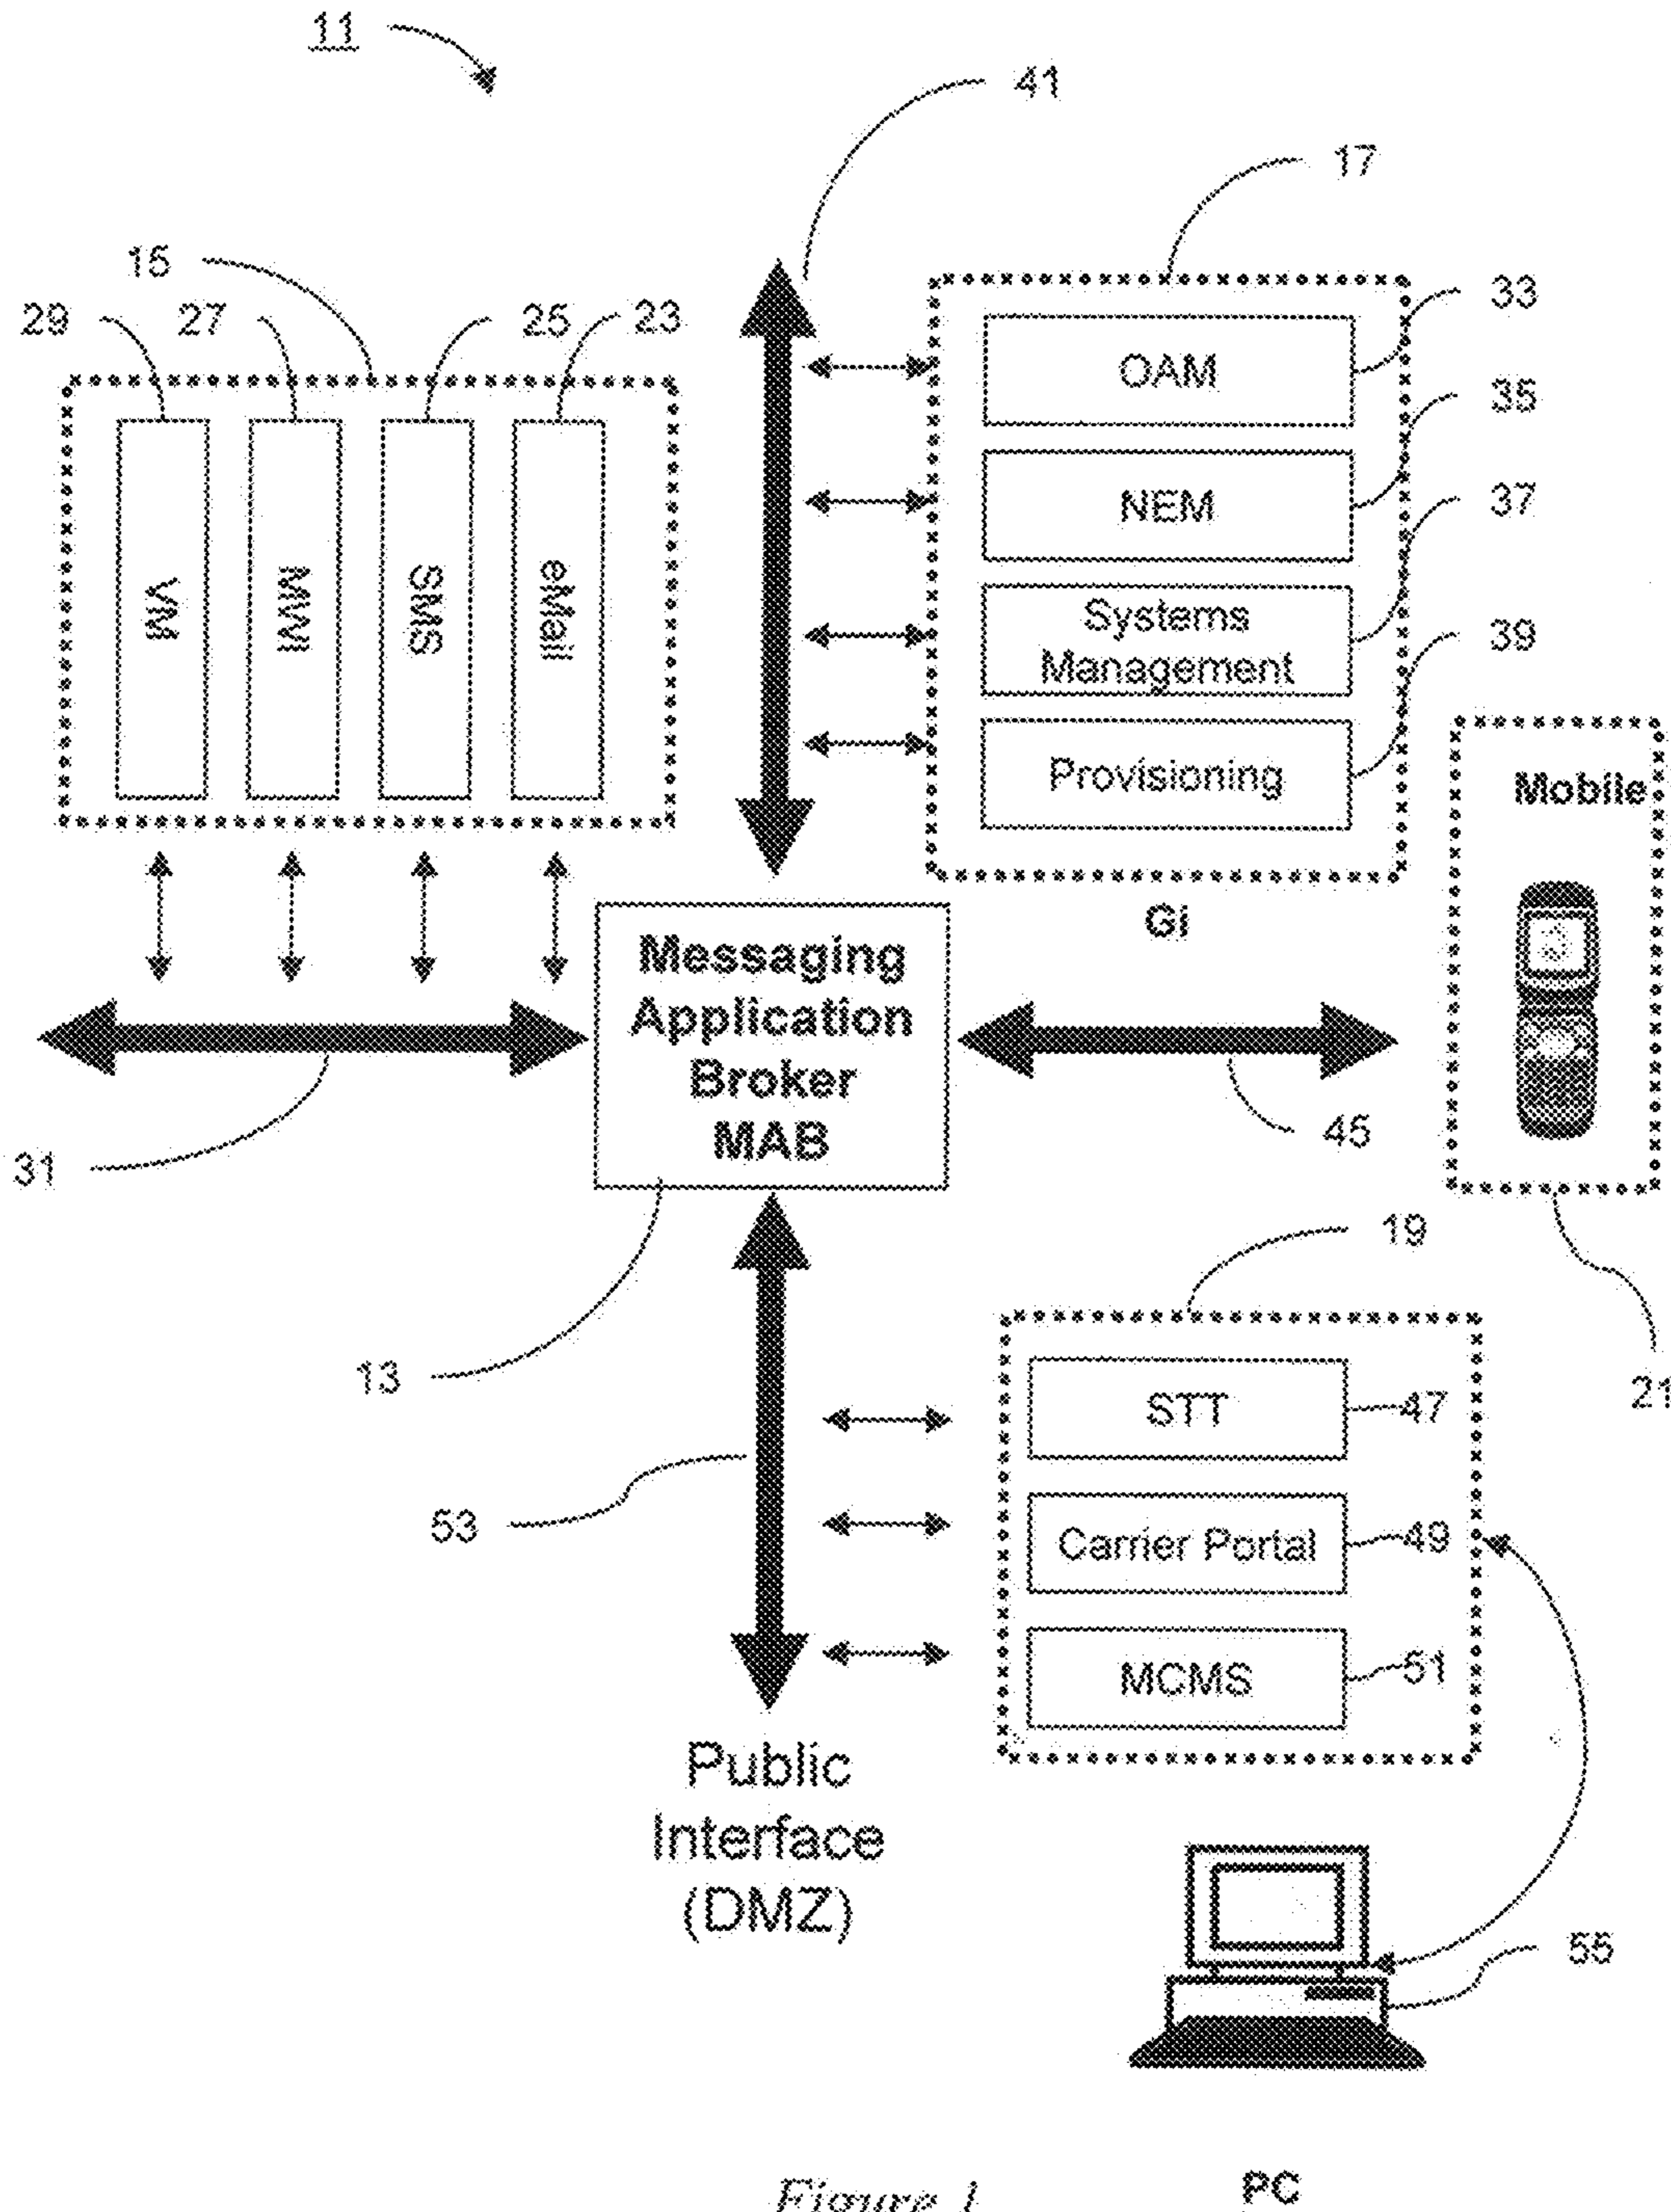 11
41
17
15
29
27
25
23
33
OAM
35
NEM
37
Systems
Management
39
Provisioning
VM
MWI
SMS
eMail
Mobile
Gi
Messaging
Application
Broker
MAB
31
45
13
19
21
STT
47
53
Carrier Portal
49
MCMS
51
Public
Interface
(DMZ)
55
PC
Figure 1